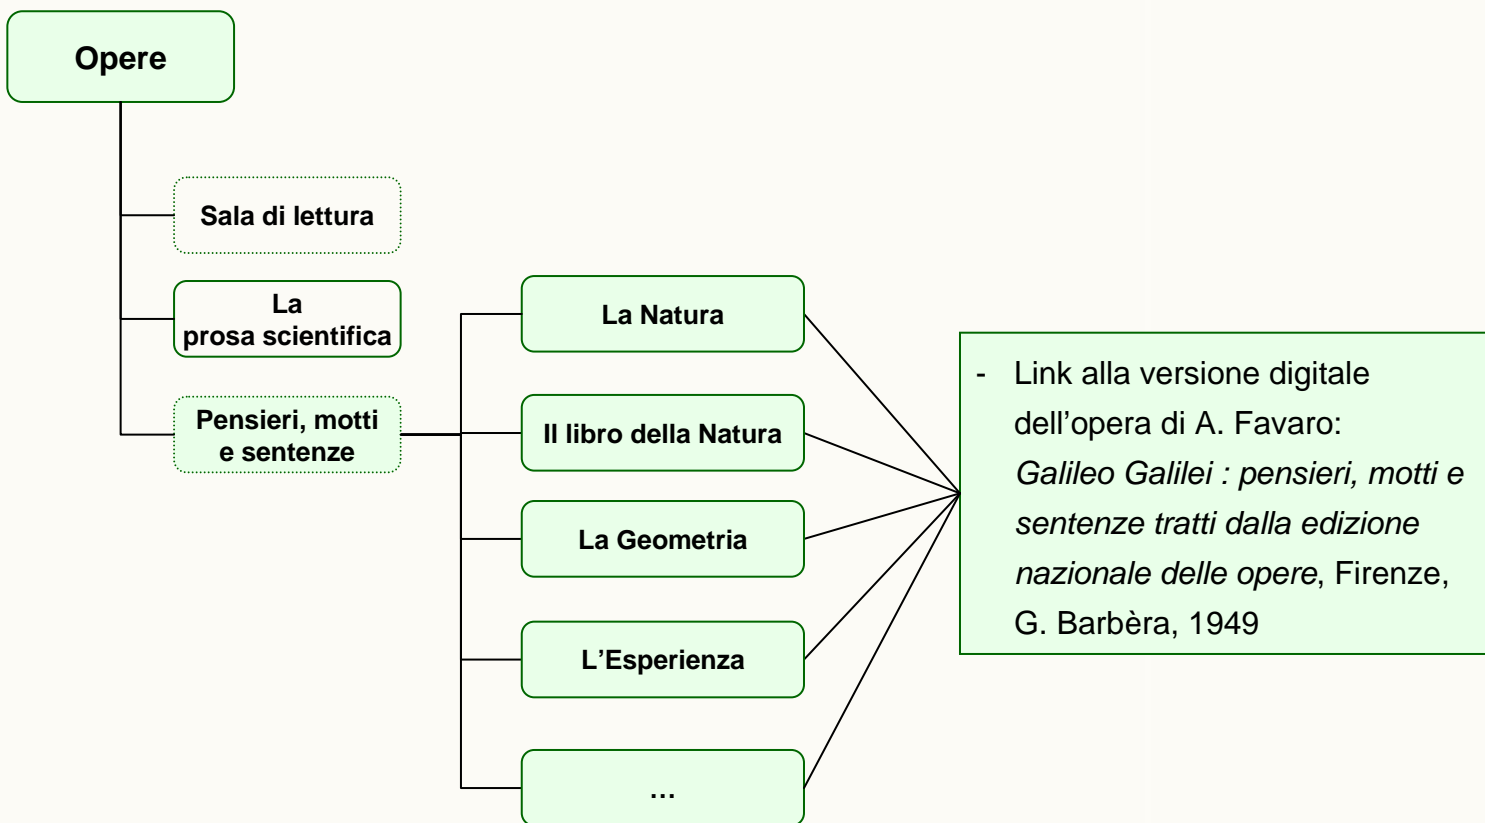 Opere
Sala di lettura
La
prosa scientifica
Pensieri, motti
e sentenze
La Natura
Il libro della Natura
La Geometria
L’Esperienza
…
- Link alla versione digitale
dell’opera di A. Favaro:
Galileo Galilei : pensieri, motti e
sentenze tratti dalla edizione
nazionale delle opere, Firenze,
G. Barbèra, 1949